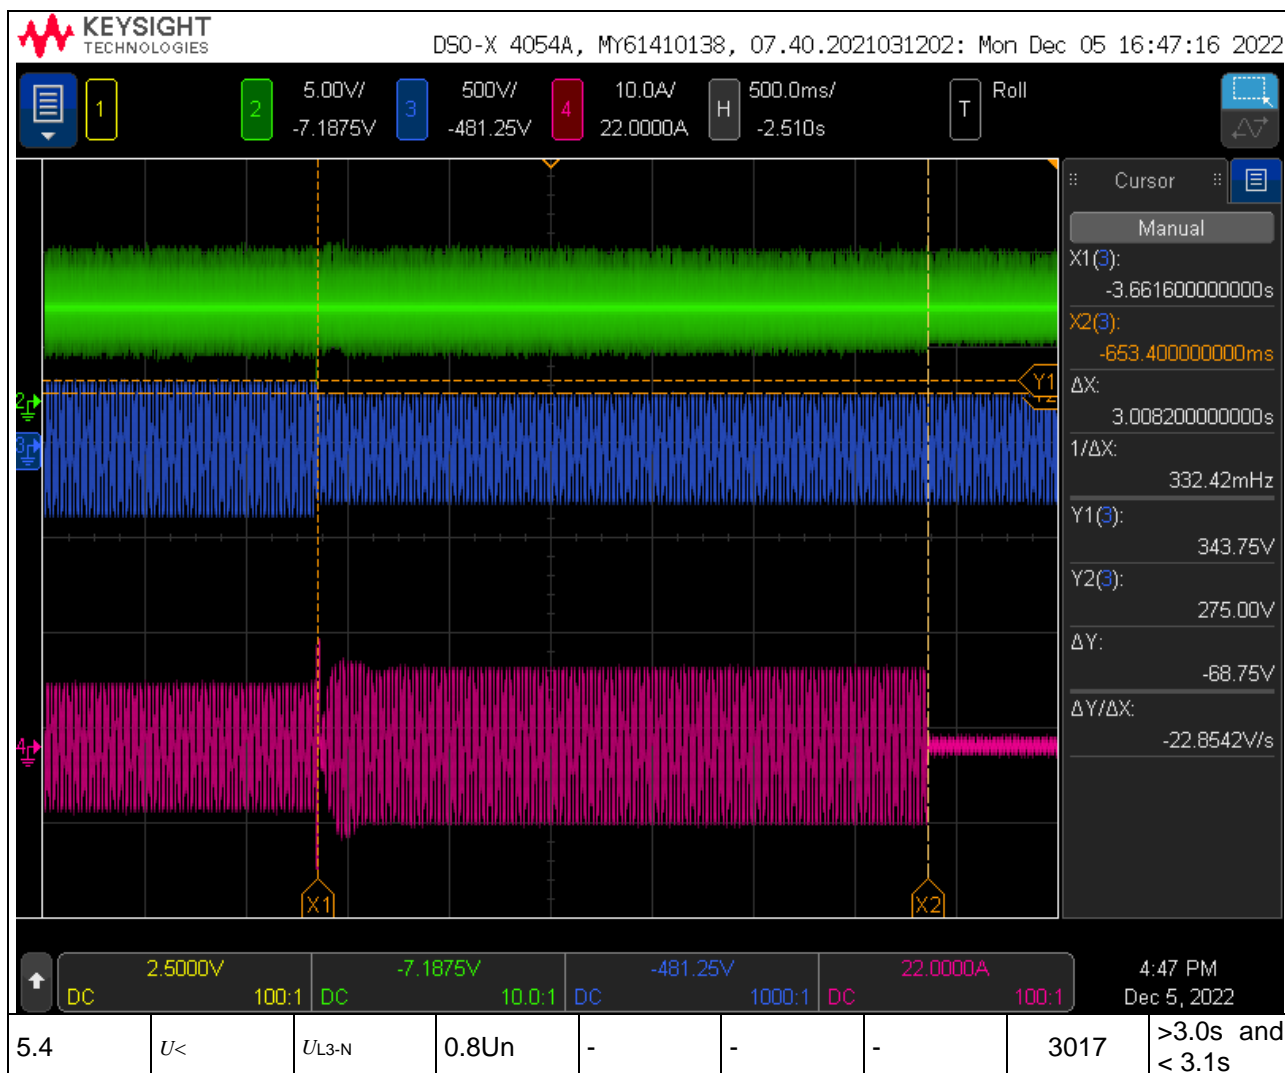 KEYSIGHT
TECHNOLOGIES
DSO-X 4054A, MY61410138, 07.40.2021031202: Mon Dec 05 16:47:16 2022
1 2 5.00V/ 3 500V/ 4 10.0A/ H 500.0ms/ T Roll
-7.1875V -481.25V 22.0000A -2.510s
Cursor
Manual
X1(3):
-3.661600000000s
X2(3):
-653.400000000ms
ΔX:
3.008200000000s
1/ΔX:
332.42mHz
Y1(3):
343.75V
Y2(3):
275.00V
ΔY:
-68.75V
ΔY/ΔX:
-22.8542V/s
Y1
2
3
4
X1 X2
2.5000V -7.1875V -481.25V 22.0000A 4:47 PM
DC 100:1 DC 10.0:1 DC 1000:1 DC 100:1 Dec 5, 2022
5.4 U< UL3-N 0.8Un - - - 3017 >3.0s and
< 3.1s